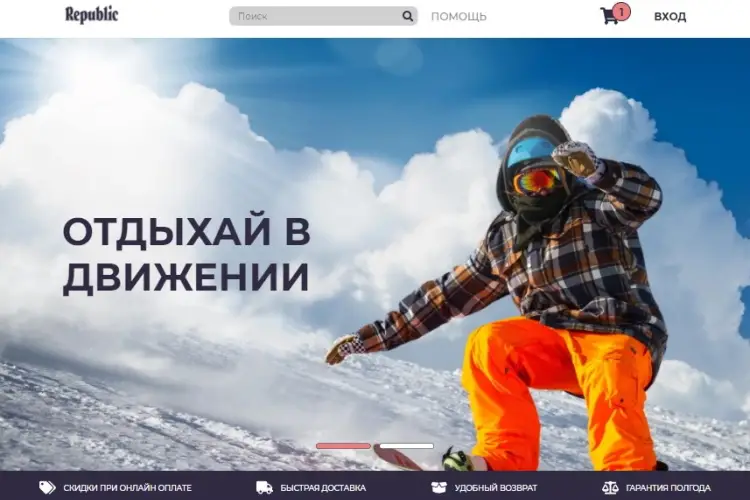 Republic
Поиск
ПОМОЩЬ
1
ВХОД
ОТДЫХАЙ В
ДВИЖЕНИИ
СКИДКИ ПРИ ОНЛАЙН ОПЛАТЕ
БЫСТРАЯ ДОСТАВКА
УДОБНЫЙ ВОЗВРАТ
ГАРАНТИЯ ПОЛГОДА